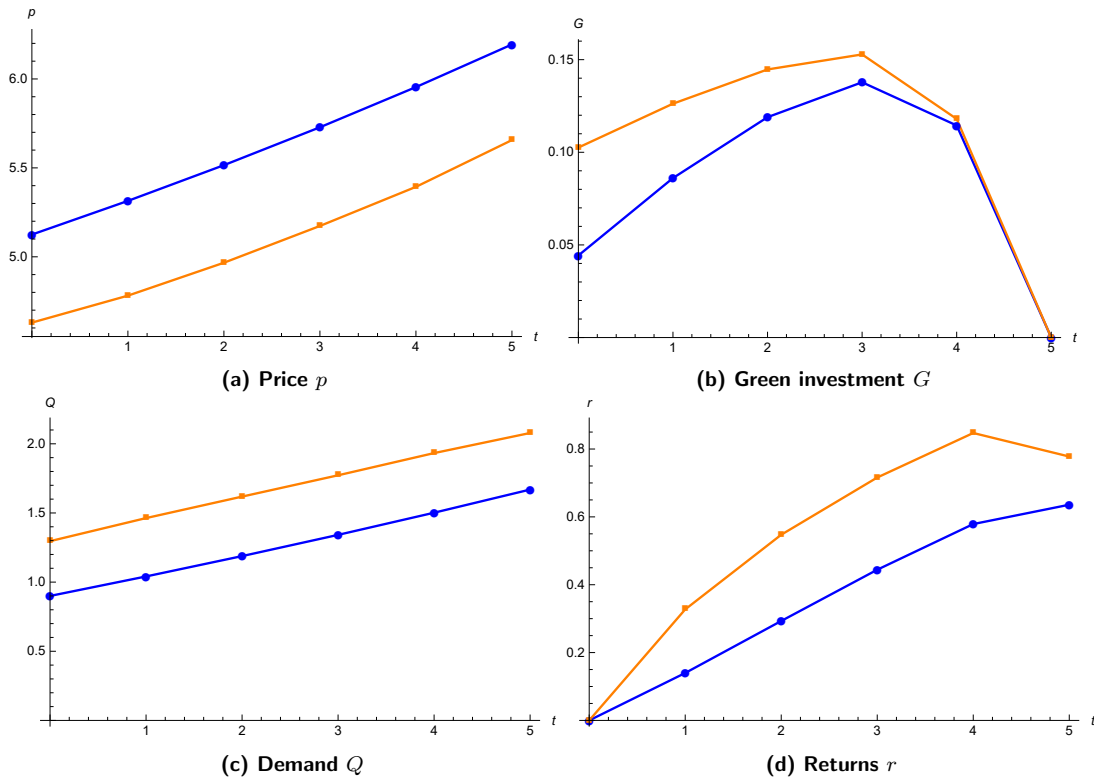 p
6.0
5.5
5.0
1 2 3 4 5 t
(a) Price p
G
0.15
0.10
0.05
1 2 3 4 5 t
(b) Green investment G
Q
2.0
1.5
1.0
0.5
1 2 3 4 5 t
(c) Demand Q
r
0.8
0.6
0.4
0.2
1 2 3 4 5 t
(d) Returns r